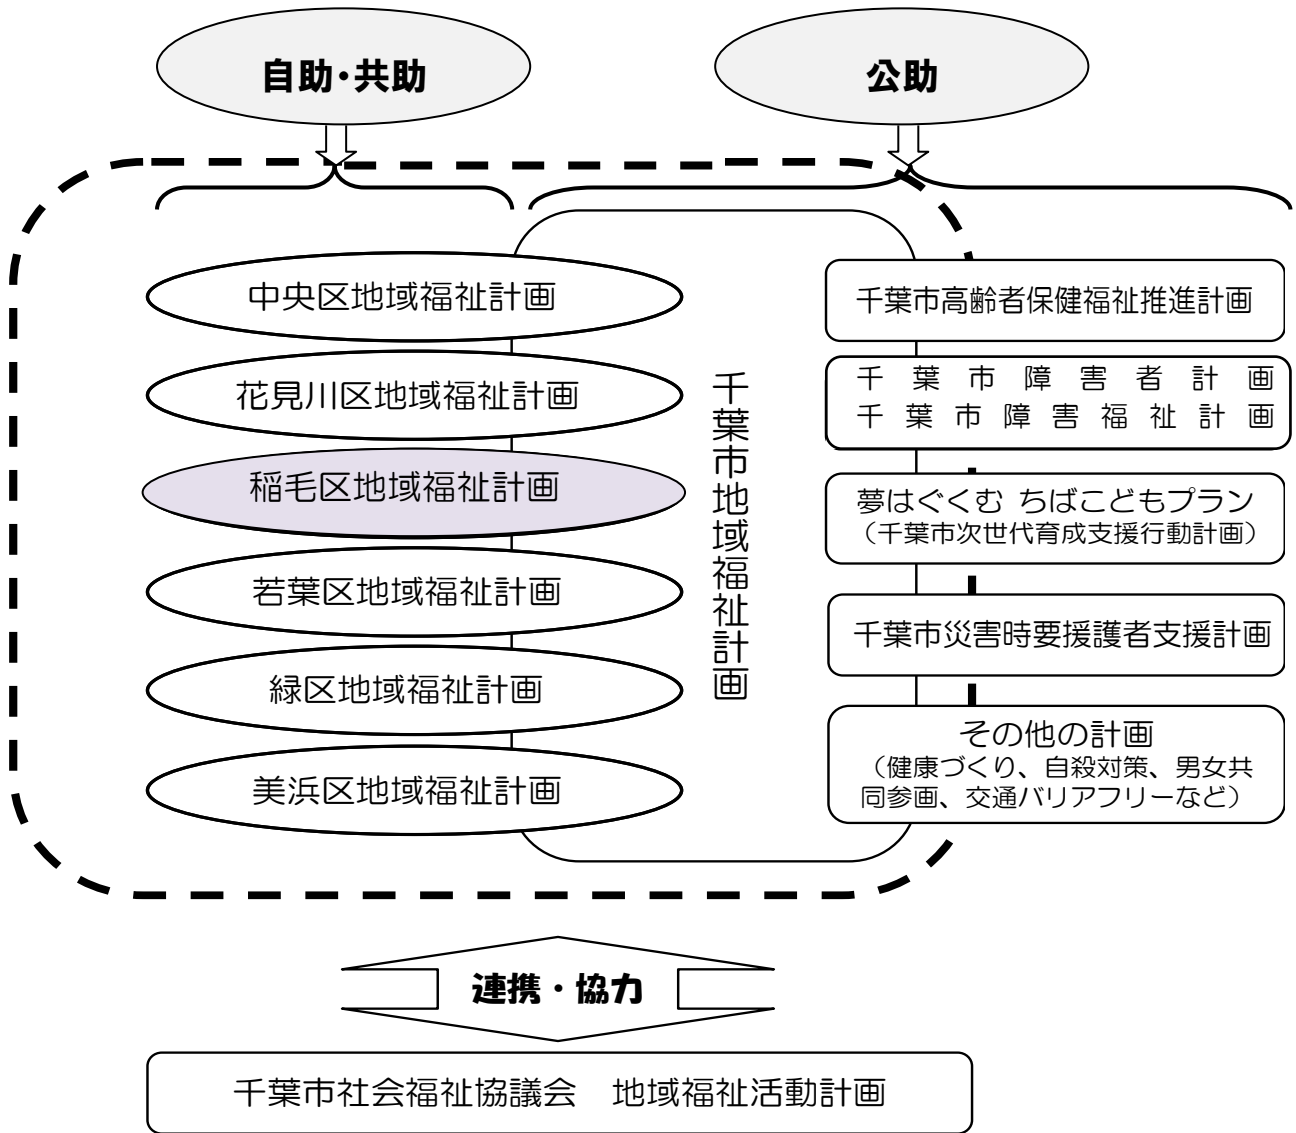 自助・共助
公助
中央区地域福祉計画
花見川区地域福祉計画
稲毛区地域福祉計画
若葉区地域福祉計画
緑区地域福祉計画
美浜区地域福祉計画
千葉市地域福祉計画
千葉市高齢者保健福祉推進計画
千葉市障害者計画
千葉市障害福祉計画
夢はぐくむ ちばこどもプラン
（千葉市次世代育成支援行動計画）
千葉市災害時要援護者支援計画
その他の計画
（健康づくり、自殺対策、男女共
同参画、交通バリアフリーなど）
連携・協力
千葉市社会福祉協議会　地域福祉活動計画